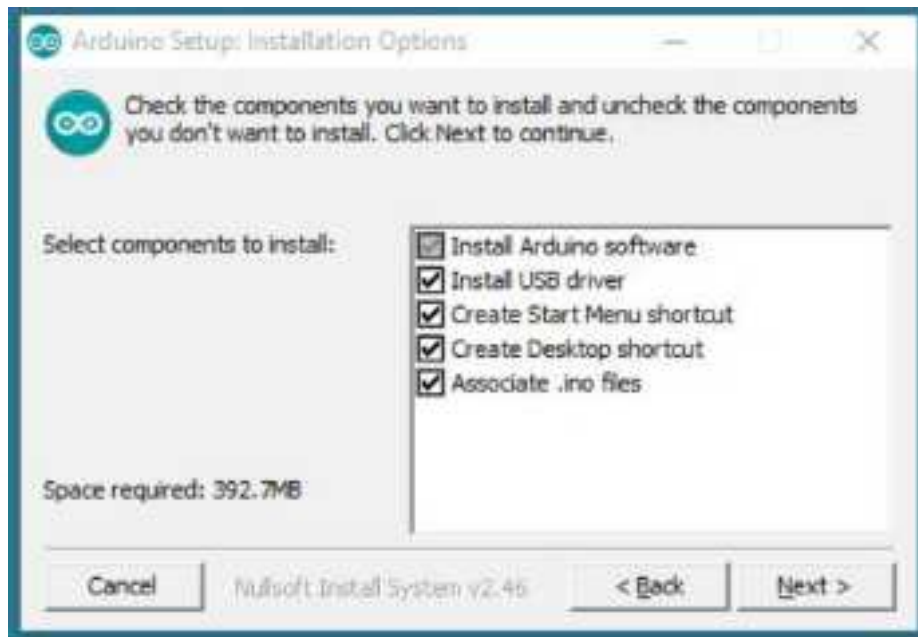 Arduino Setup: Installation Options
Check the components you want to install and uncheck the components
you don't want to install. Click Next to continue.
Select components to install:
Install Arduino software
Install USB driver
Create Start Menu shortcut
Create Desktop shortcut
Associate .ino files
Space required: 392.7MB
Cancel
Nullsoft Install System v2.46
< Back
Next >